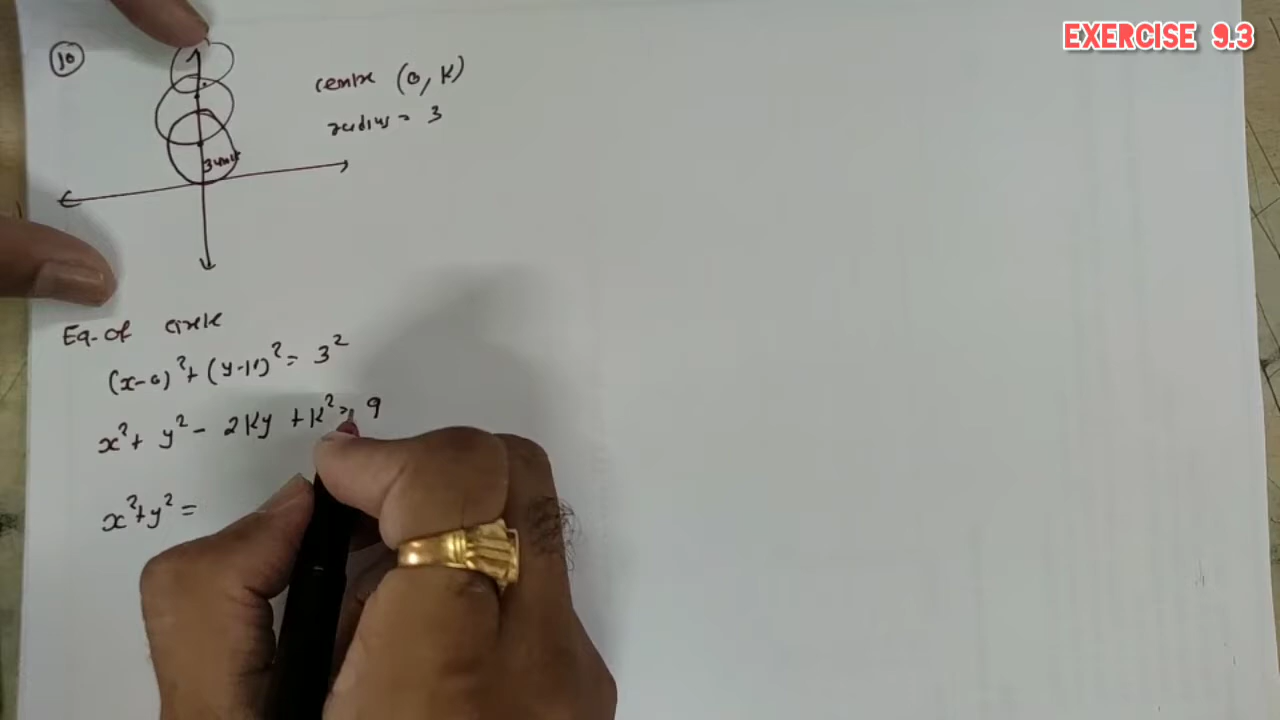 EXERCISE 9.3
10
centre (0, K)
radius = 3
3 unit
Eq. of circle
(x-0)² + (y-K)² = 3²
x² + y² - 2Ky + K² = 9
x² + y² =